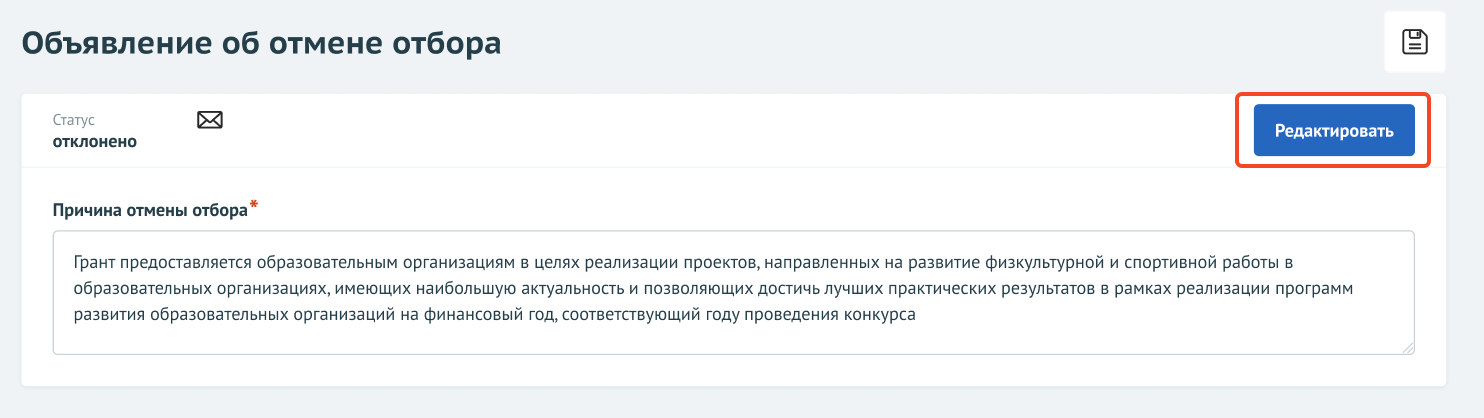 Объявление об отмене отбора
Статус
отклонено
Редактировать
Причина отмены отбора*
Грант предоставляется образовательным организациям в целях реализации проектов, направленных на развитие физкультурной и спортивной работы в
образовательных организациях, имеющих наибольшую актуальность и позволяющих достичь лучших практических результатов в рамках реализации программ
развития образовательных организаций на финансовый год, соответствующий году проведения конкурса